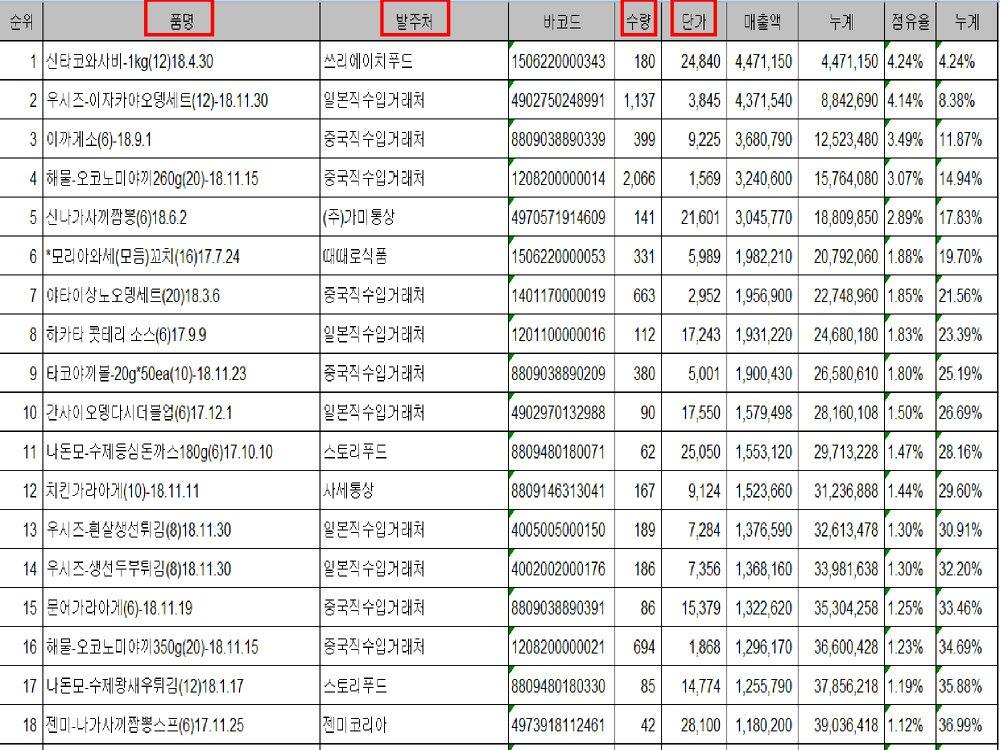 순위 품명 발주처 바코드 수량 단가 매출액 누계 점유율 누계
1 신타코와사비-1kg(12)18.4.30 쓰리에이치푸드 1506220000343 180 24,840 4,471,150 4,471,150 4.24% 4.24%
2 우시즈-이자카야오뎅세트(12)-18.11.30 일본직수입거래처 4902750248991 1,137 3,845 4,371,540 8,842,690 4.14% 8.38%
3 이까게소(6)-18.9.1 중국직수입거래처 8809038890339 399 9,225 3,680,790 12,523,480 3.49% 11.87%
4 해물-오코노미야끼260g(20)-18.11.15 중국직수입거래처 1208200000014 2,066 1,569 3,240,600 15,764,080 3.07% 14.94%
5 신나가사끼짬뽕(6)18.6.2 (주)가미통상 4970571914609 141 21,601 3,045,770 18,809,850 2.89% 17.83%
6 *모리아와세(모듬)꼬치(16)17.7.24 때때로식품 1506220000053 331 5,989 1,982,210 20,792,060 1.88% 19.70%
7 야타이상노오뎅세트(20)18.3.6 중국직수입거래처 1401170000019 663 2,952 1,956,900 22,748,960 1.85% 21.56%
8 하카타 콧테리 소스(6)17.9.9 일본직수입거래처 1201100000016 112 17,243 1,931,220 24,680,180 1.83% 23.39%
9 타코야끼볼-20g*50ea(10)-18.11.23 중국직수입거래처 8809038890209 380 5,001 1,900,430 26,580,610 1.80% 25.19%
10 간사이오뎅다시더블업(6)17.12.1 일본직수입거래처 4902970132988 90 17,550 1,579,498 28,160,108 1.50% 26.69%
11 나돈모-수제등심돈까스180g(6)17.10.10 스토리푸드 8809480180071 62 25,050 1,553,120 29,713,228 1.47% 28.16%
12 치킨가라아게(10)-18.11.11 사세통상 8809146313041 167 9,124 1,523,660 31,236,888 1.44% 29.60%
13 우시즈-흰살생선튀김(8)18.11.30 일본직수입거래처 4005005000150 189 7,284 1,376,590 32,613,478 1.30% 30.91%
14 우시즈-생선두부튀김(8)18.11.30 일본직수입거래처 4002002000176 186 7,356 1,368,160 33,981,638 1.30% 32.20%
15 문어가라아게(6)-18.11.19 중국직수입거래처 8809038890391 86 15,379 1,322,620 35,304,258 1.25% 33.46%
16 해물-오코노미야끼350g(20)-18.11.15 중국직수입거래처 1208200000021 694 1,868 1,296,170 36,600,428 1.23% 34.69%
17 나돈모-수제왕새우튀김(12)18.1.17 스토리푸드 8809480180330 85 14,774 1,255,790 37,856,218 1.19% 35.88%
18 젠미-나가사끼짬뽕스프(6)17.11.25 젠미코리아 4973918112461 42 28,100 1,180,200 39,036,418 1.12% 36.99%